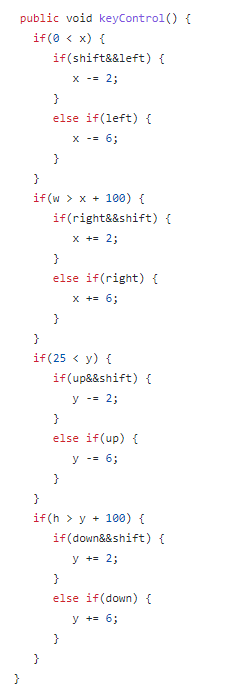 public void keyControl() {
if(0 < x) {
if(shift&&left) {
x -= 2;
}
else if(left) {
x -= 6;
}
}
if(w > x + 100) {
if(right&&shift) {
x += 2;
}
else if(right) {
x += 6;
}
}
if(25 < y) {
if(up&&shift) {
y -= 2;
}
else if(up) {
y -= 6;
}
}
if(h > y + 100) {
if(down&&shift) {
y += 2;
}
else if(down) {
y += 6;
}
}
}